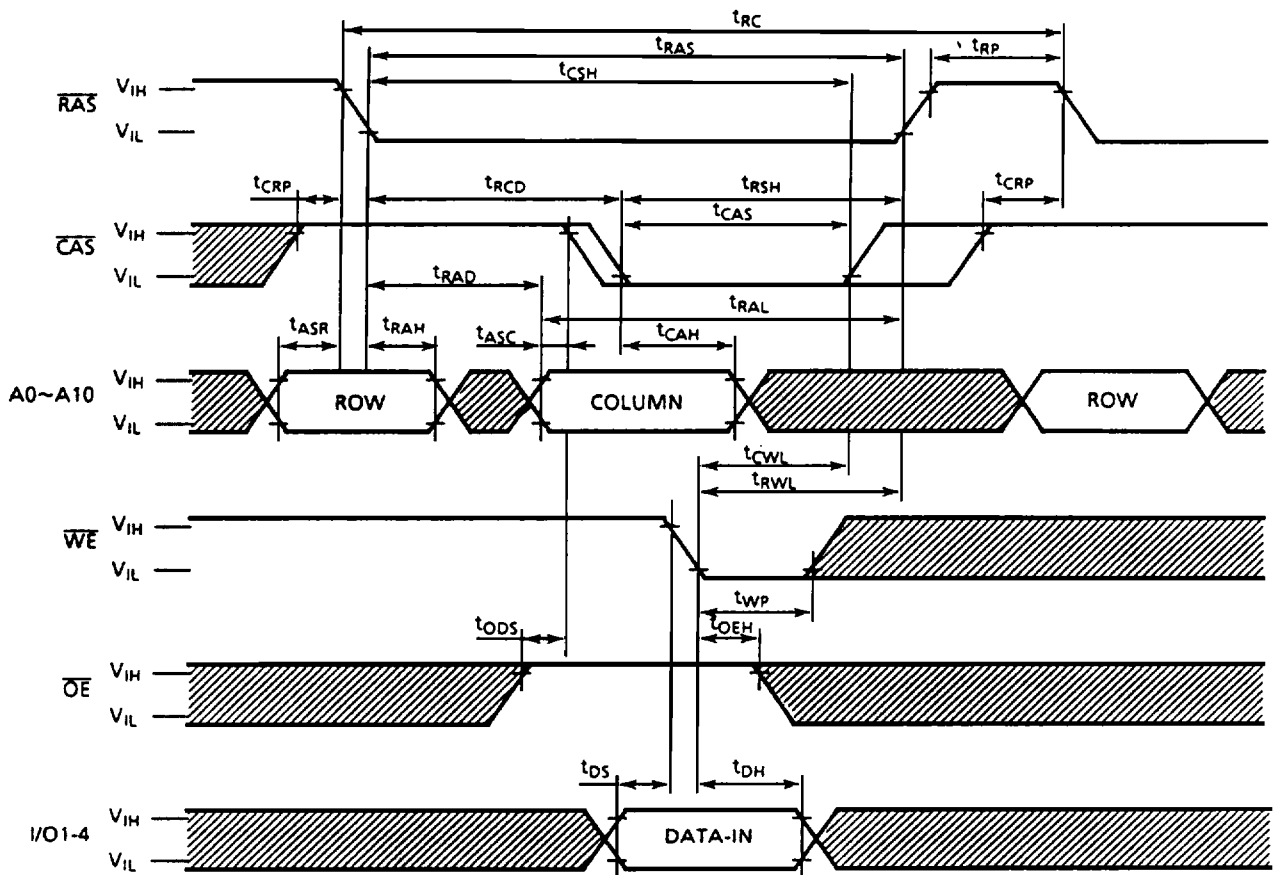 tRC
tRAS
tRP
tCSH
RAS
VIH
VIL
tCRP
tRCD
tRSH
tCRP
tCAS
CAS
VIH
VIL
tRAD
tRAL
tASR
tRAH
tASC
tCAH
A0~A10
VIH
VIL
ROW
COLUMN
ROW
tCWL
tRWL
WE
VIH
VIL
tWP
tODS
tOEH
OE
VIH
VIL
tDS
tDH
I/O1-4
VIH
VIL
DATA-IN